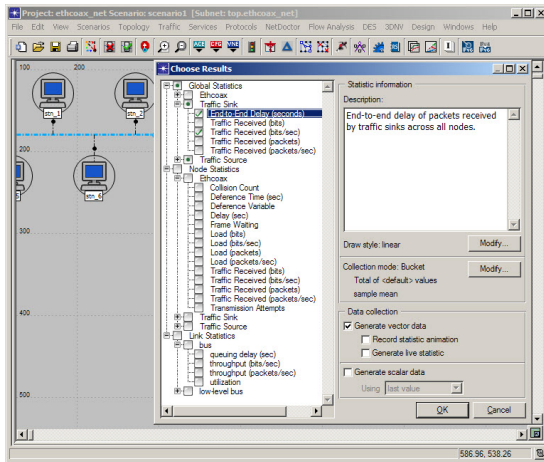 Project: ethcoax_net Scenario: scenario1 [Subnet: top.ethcoax_net]
File Edit View Scenarios Topology Traffic Services Protocols NetDoctor Flow Analysis DES 3DNV Design Windows Help
100 200
stn_1
stn_2
stn_6
300
400
500
Choose Results
Global Statistics
Ethcoax
Traffic Sink
End-to-End Delay (seconds)
Traffic Received (bits)
Traffic Received (bits/sec)
Traffic Received (packets)
Traffic Received (packets/sec)
Traffic Source
Node Statistics
Ethcoax
Collision Count
Deference Time (sec)
Deference Variable
Delay (sec)
Frame Waiting
Load (bits)
Load (bits/sec)
Load (packets)
Load (packets/sec)
Traffic Received (bits)
Traffic Received (bits/sec)
Traffic Received (packets)
Traffic Received (packets/sec)
Transmission Attempts
Traffic Sink
Traffic Source
Link Statistics
bus
queuing delay (sec)
throughput (bits/sec)
throughput (packets/sec)
utilization
low-level bus
Statistic information
Description:
End-to-end delay of packets received
by traffic sinks across all nodes.
Draw style: linear
Modify...
Collection mode: Bucket
Modify...
Total of <default> values
sample mean
Data collection
Generate vector data
Record statistic animation
Generate live statistic
Generate scalar data
Using last value
OK Cancel
586.96, 538.26